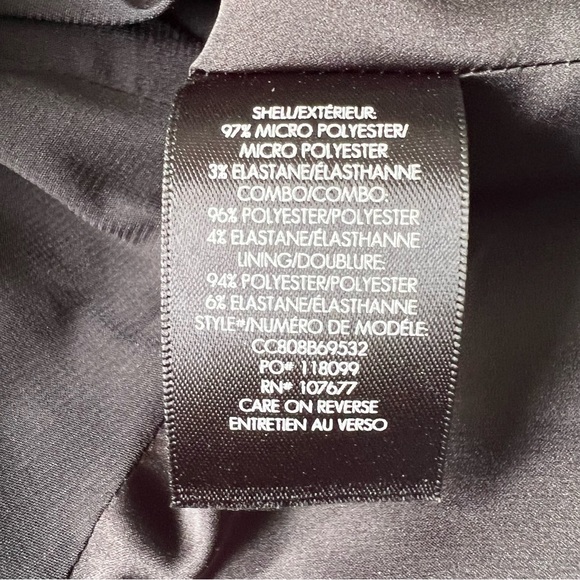 SHELL/EXTÉRIEUR:
97% MICRO POLYESTER/
MICRO POLYESTER
3% ELASTANE/ÉLASTHANNE
COMBO/COMBO:
96% POLYESTER/POLYESTER
4% ELASTANE/ÉLASTHANNE
LINING/DOUBLURE:
94% POLYESTER/POLYESTER
6% ELASTANE/ÉLASTHANNE
STYLE#/NUMÉRO DE MODÈLE:
CC808B69532
PO# 118099
RN# 107677
CARE ON REVERSE
ENTRETIEN AU VERSO